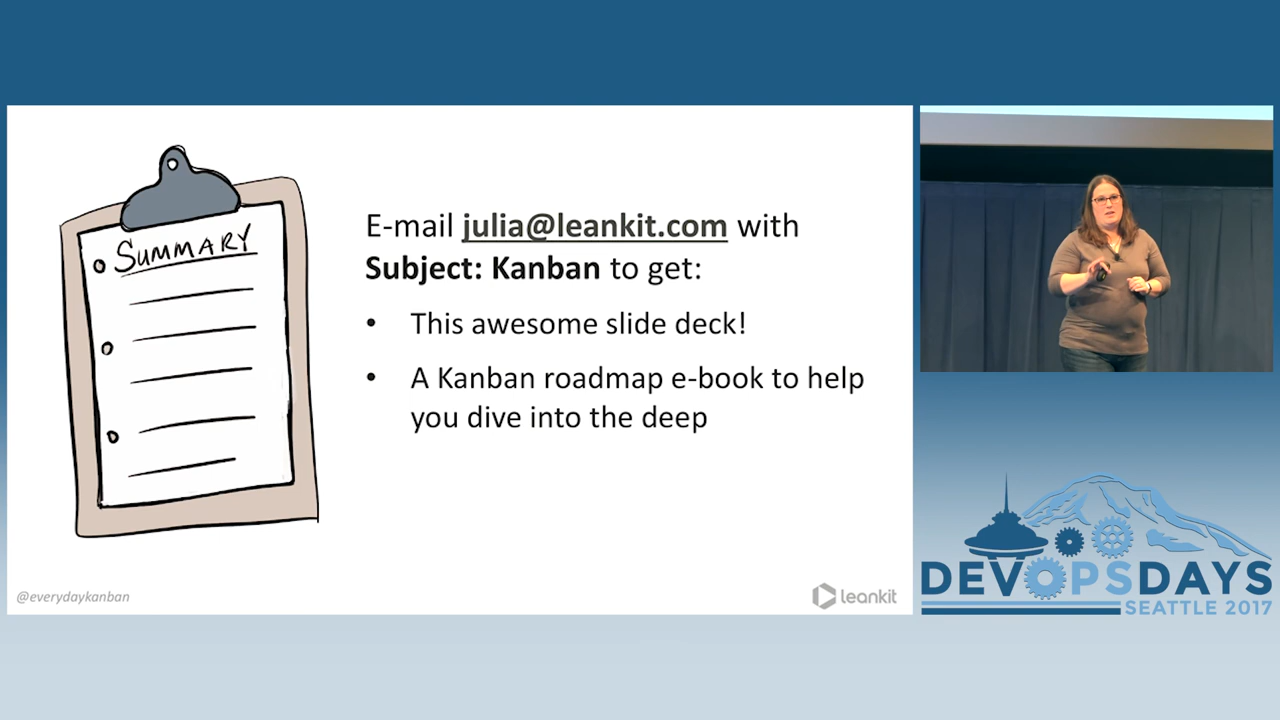 SUMMARY
E-mail julia@leankit.com with
Subject: Kanban to get:
• This awesome slide deck!
• A Kanban roadmap e-book to help
you dive into the deep
@everydaykanban
leankit
DEVOPSDAYS
SEATTLE 2017